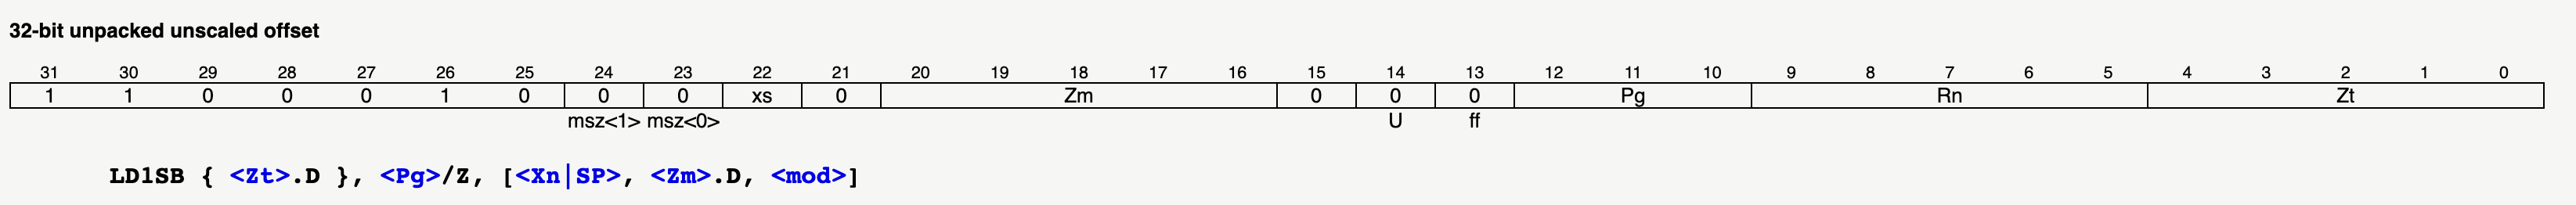 32-bit unpacked unscaled offset
31 30 29 28 27 26 25 24 23 22 21 20 19 18 17 16 15 14 13 12 11 10 9 8 7 6 5 4 3 2 1 0
1 1 0 0 0 1 0 0 0 xs 0 Zm 0 0 0 Pg Rn Zt
msz<1> msz<0> U ff
LD1SB { <Zt>.D }, <Pg>/Z, [<Xn|SP>, <Zm>.D, <mod>]